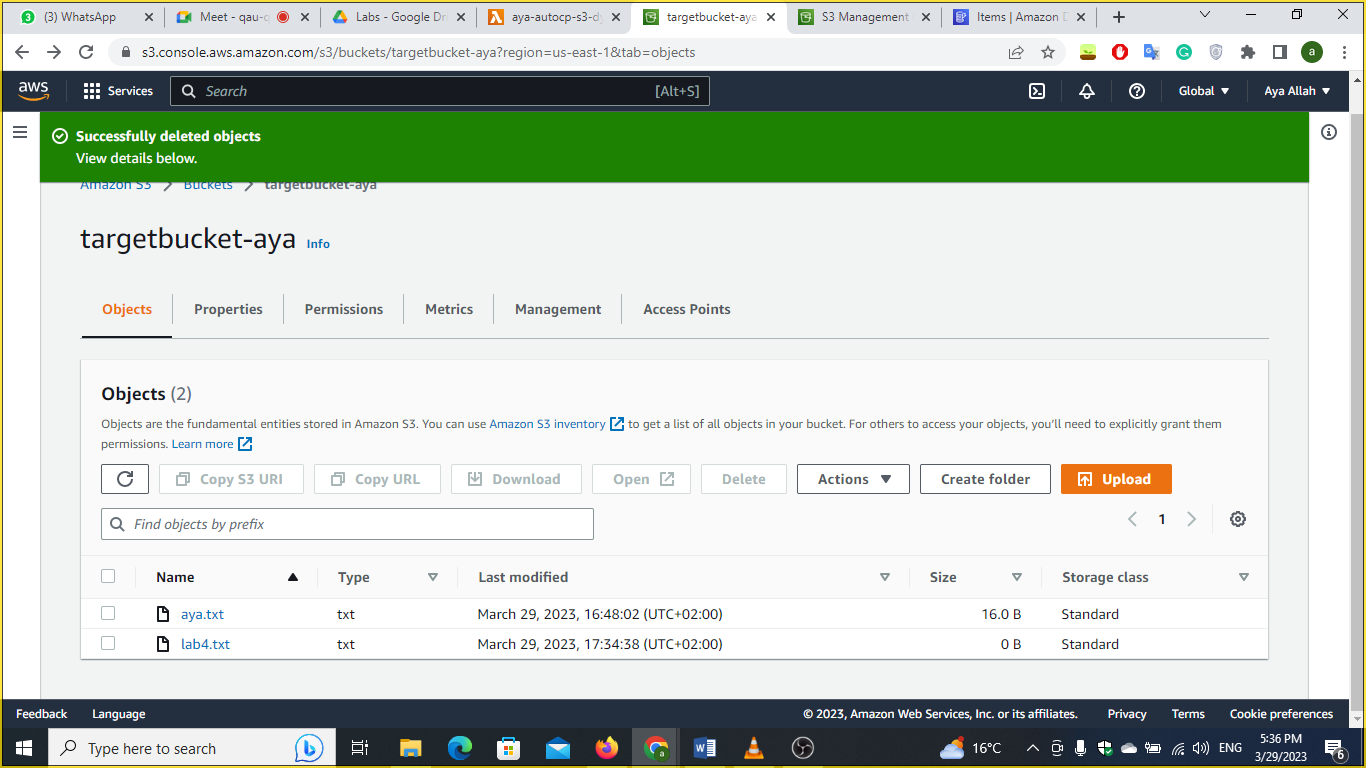 (3) WhatsApp
Meet - qau-q
Labs - Google Dr
aya-autocp-s3-dy
targetbucket-aya
S3 Management
Items | Amazon D
s3.console.aws.amazon.com/s3/buckets/targetbucket-aya?region=us-east-1&tab=objects
a
aws
Services
Search
[Alt+S]
Global
Aya Allah
Successfully deleted objects
View details below.
Amazon S3 > Buckets > targetbucket-aya
targetbucket-aya Info
Objects
Properties
Permissions
Metrics
Management
Access Points
Objects (2)
Objects are the fundamental entities stored in Amazon S3. You can use Amazon S3 inventory to get a list of all objects in your bucket. For others to access your objects, you'll need to explicitly grant them
permissions. Learn more
Copy S3 URI
Copy URL
Download
Open
Delete
Actions
Create folder
Upload
Find objects by prefix
1
Name Type Last modified Size Storage class
aya.txt txt March 29, 2023, 16:48:02 (UTC+02:00) 16.0 B Standard
lab4.txt txt March 29, 2023, 17:34:38 (UTC+02:00) 0 B Standard
Feedback
Language
© 2023, Amazon Web Services, Inc. or its affiliates.
Privacy
Terms
Cookie preferences
Type here to search
16°C
ENG
5:36 PM
3/29/2023
6